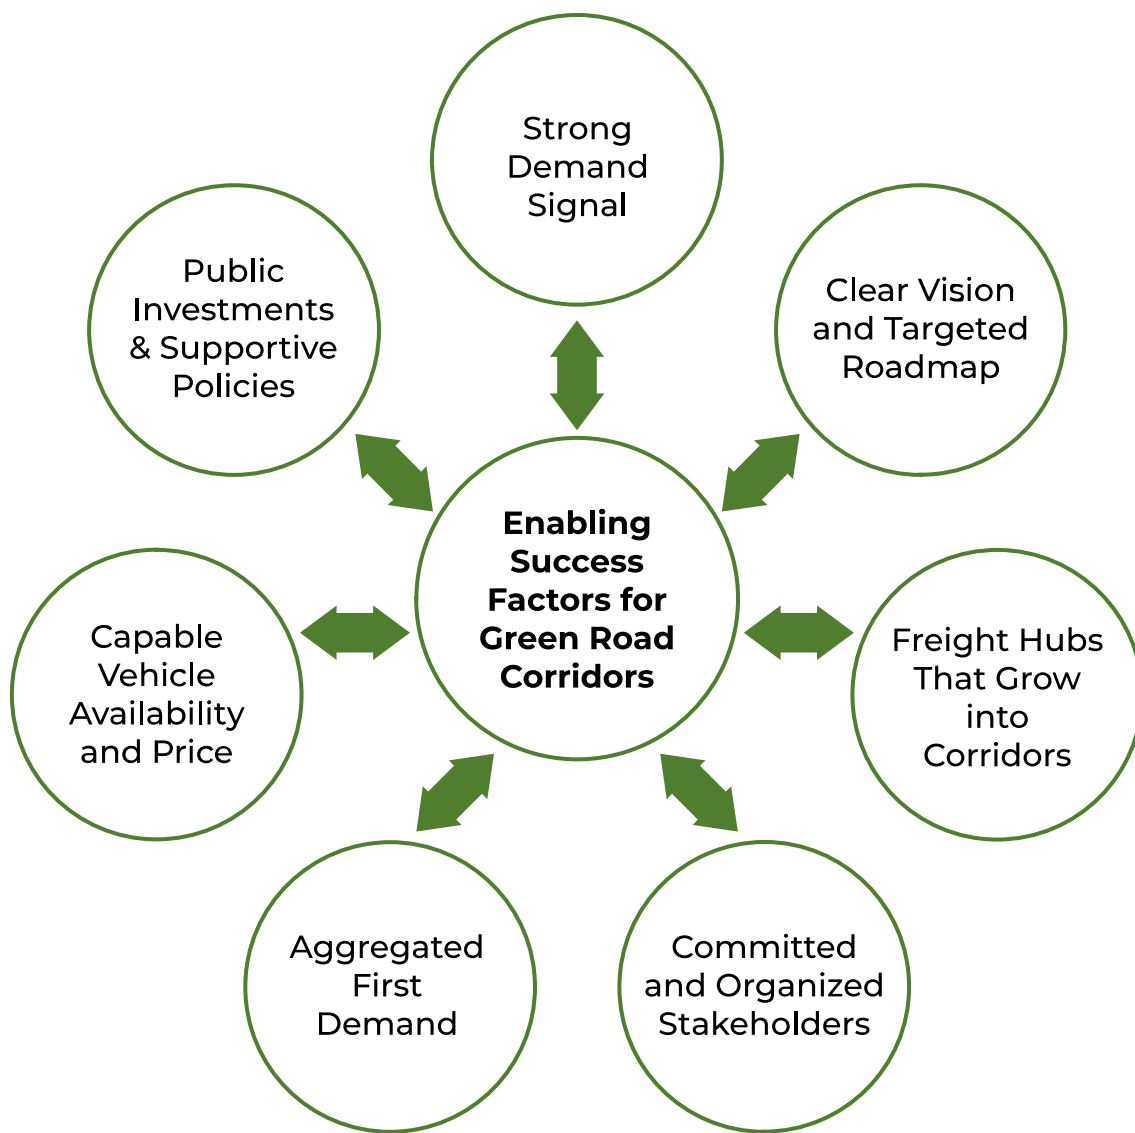 Strong
Demand
Signal
Clear Vision
and Targeted
Roadmap
Freight Hubs
That Grow
into
Corridors
Committed
and Organized
Stakeholders
Aggregated
First
Demand
Capable
Vehicle
Availability
and Price
Public
Investments
& Supportive
Policies
Enabling
Success
Factors for
Green Road
Corridors